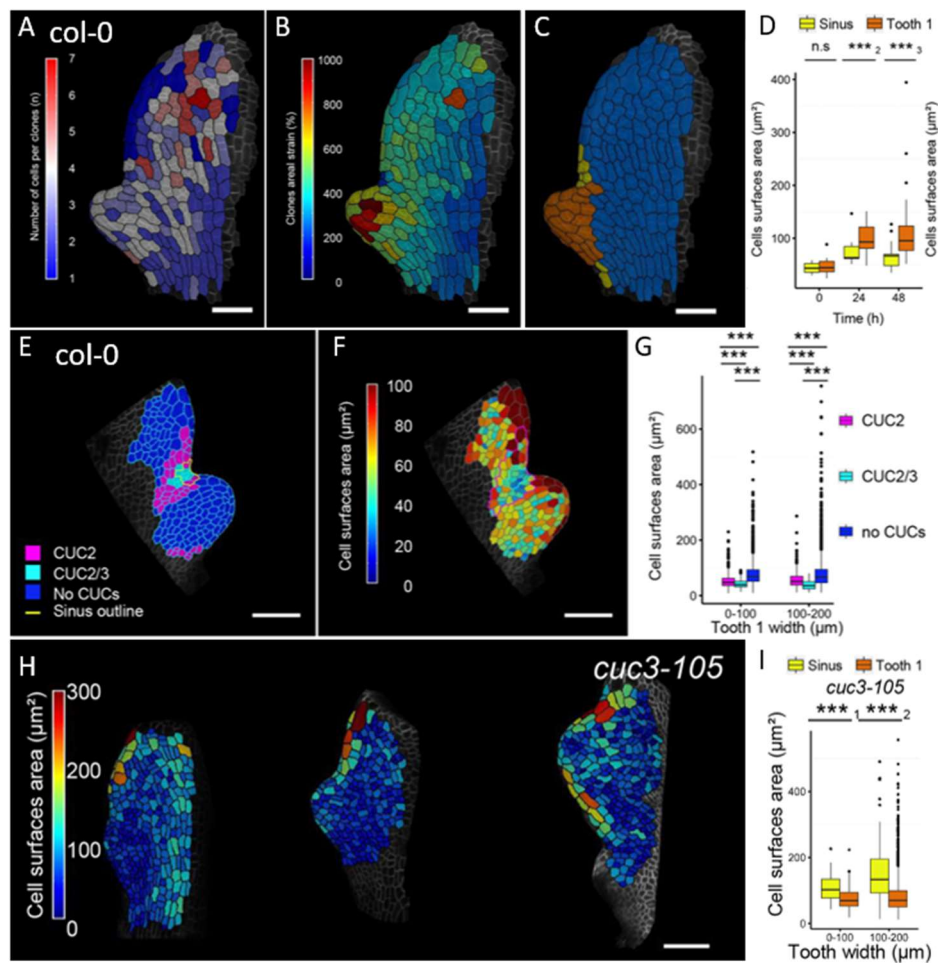 A
col-0
Number of cells per clones (n)
7
6
5
4
3
2
1
B
Clones areal strain (%)
1000
800
600
400
200
0
C
D
Sinus
Tooth 1
n.s
*** 2
*** 3
Cells surfaces area (µm²)
400
300
200
100
0
24
48
Time (h)
Cells surfaces area (µm²)
E
col-0
CUC2
CUC2/3
No CUCs
Sinus outline
F
Cell surfaces area (µm²)
100
80
60
40
20
0
G
***
***
***
***
***
***
Cell surfaces area (µm²)
600
400
200
0
0-100
100-200
Tooth 1 width (µm)
CUC2
CUC2/3
no CUCs
H
cuc3-105
Cell surfaces area (µm²)
300
200
100
0
I
Sinus
Tooth 1
cuc3-105
*** 1
*** 2
Cell surfaces area (µm²)
400
200
0
0-100
100-200
Tooth width (µm)